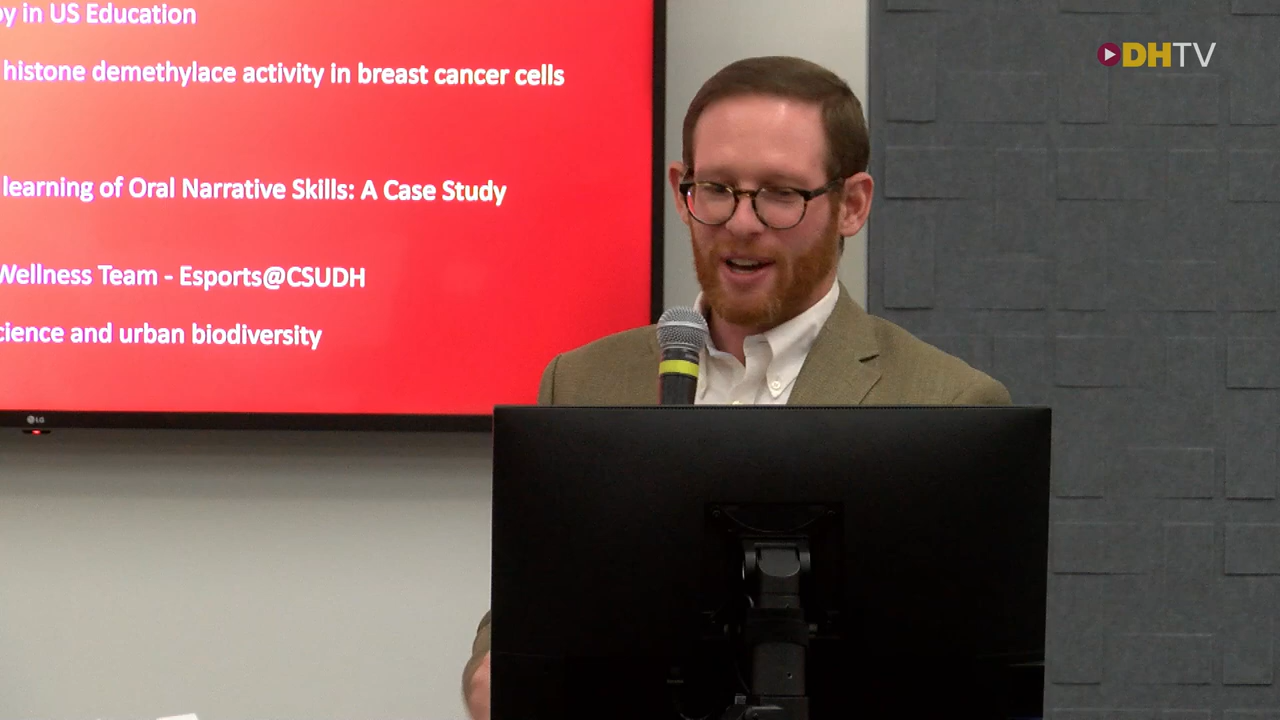 in US Education
DHTV
histone demethylace activity in breast cancer cells
learning of Oral Narrative Skills: A Case Study
Wellness Team - Esports@CSUDH
and urban biodiversity
LG